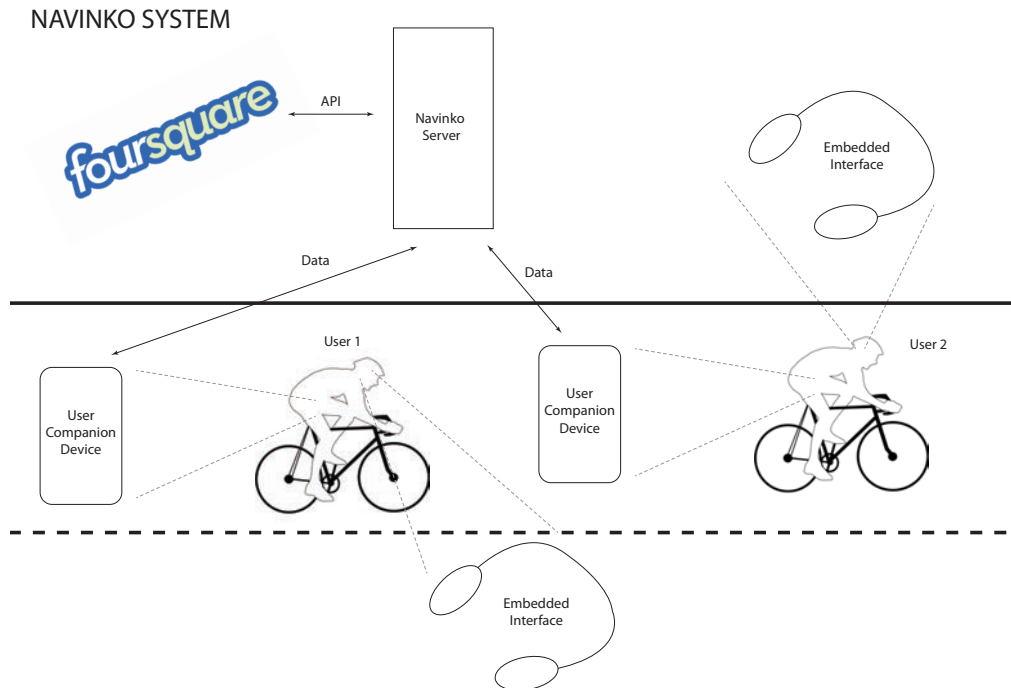 NAVINKO SYSTEM
foursquare
API
Navinko
Server
Embedded
Interface
Data
Data
User 1
User 2
User
Companion
Device
User
Companion
Device
Embedded
Interface